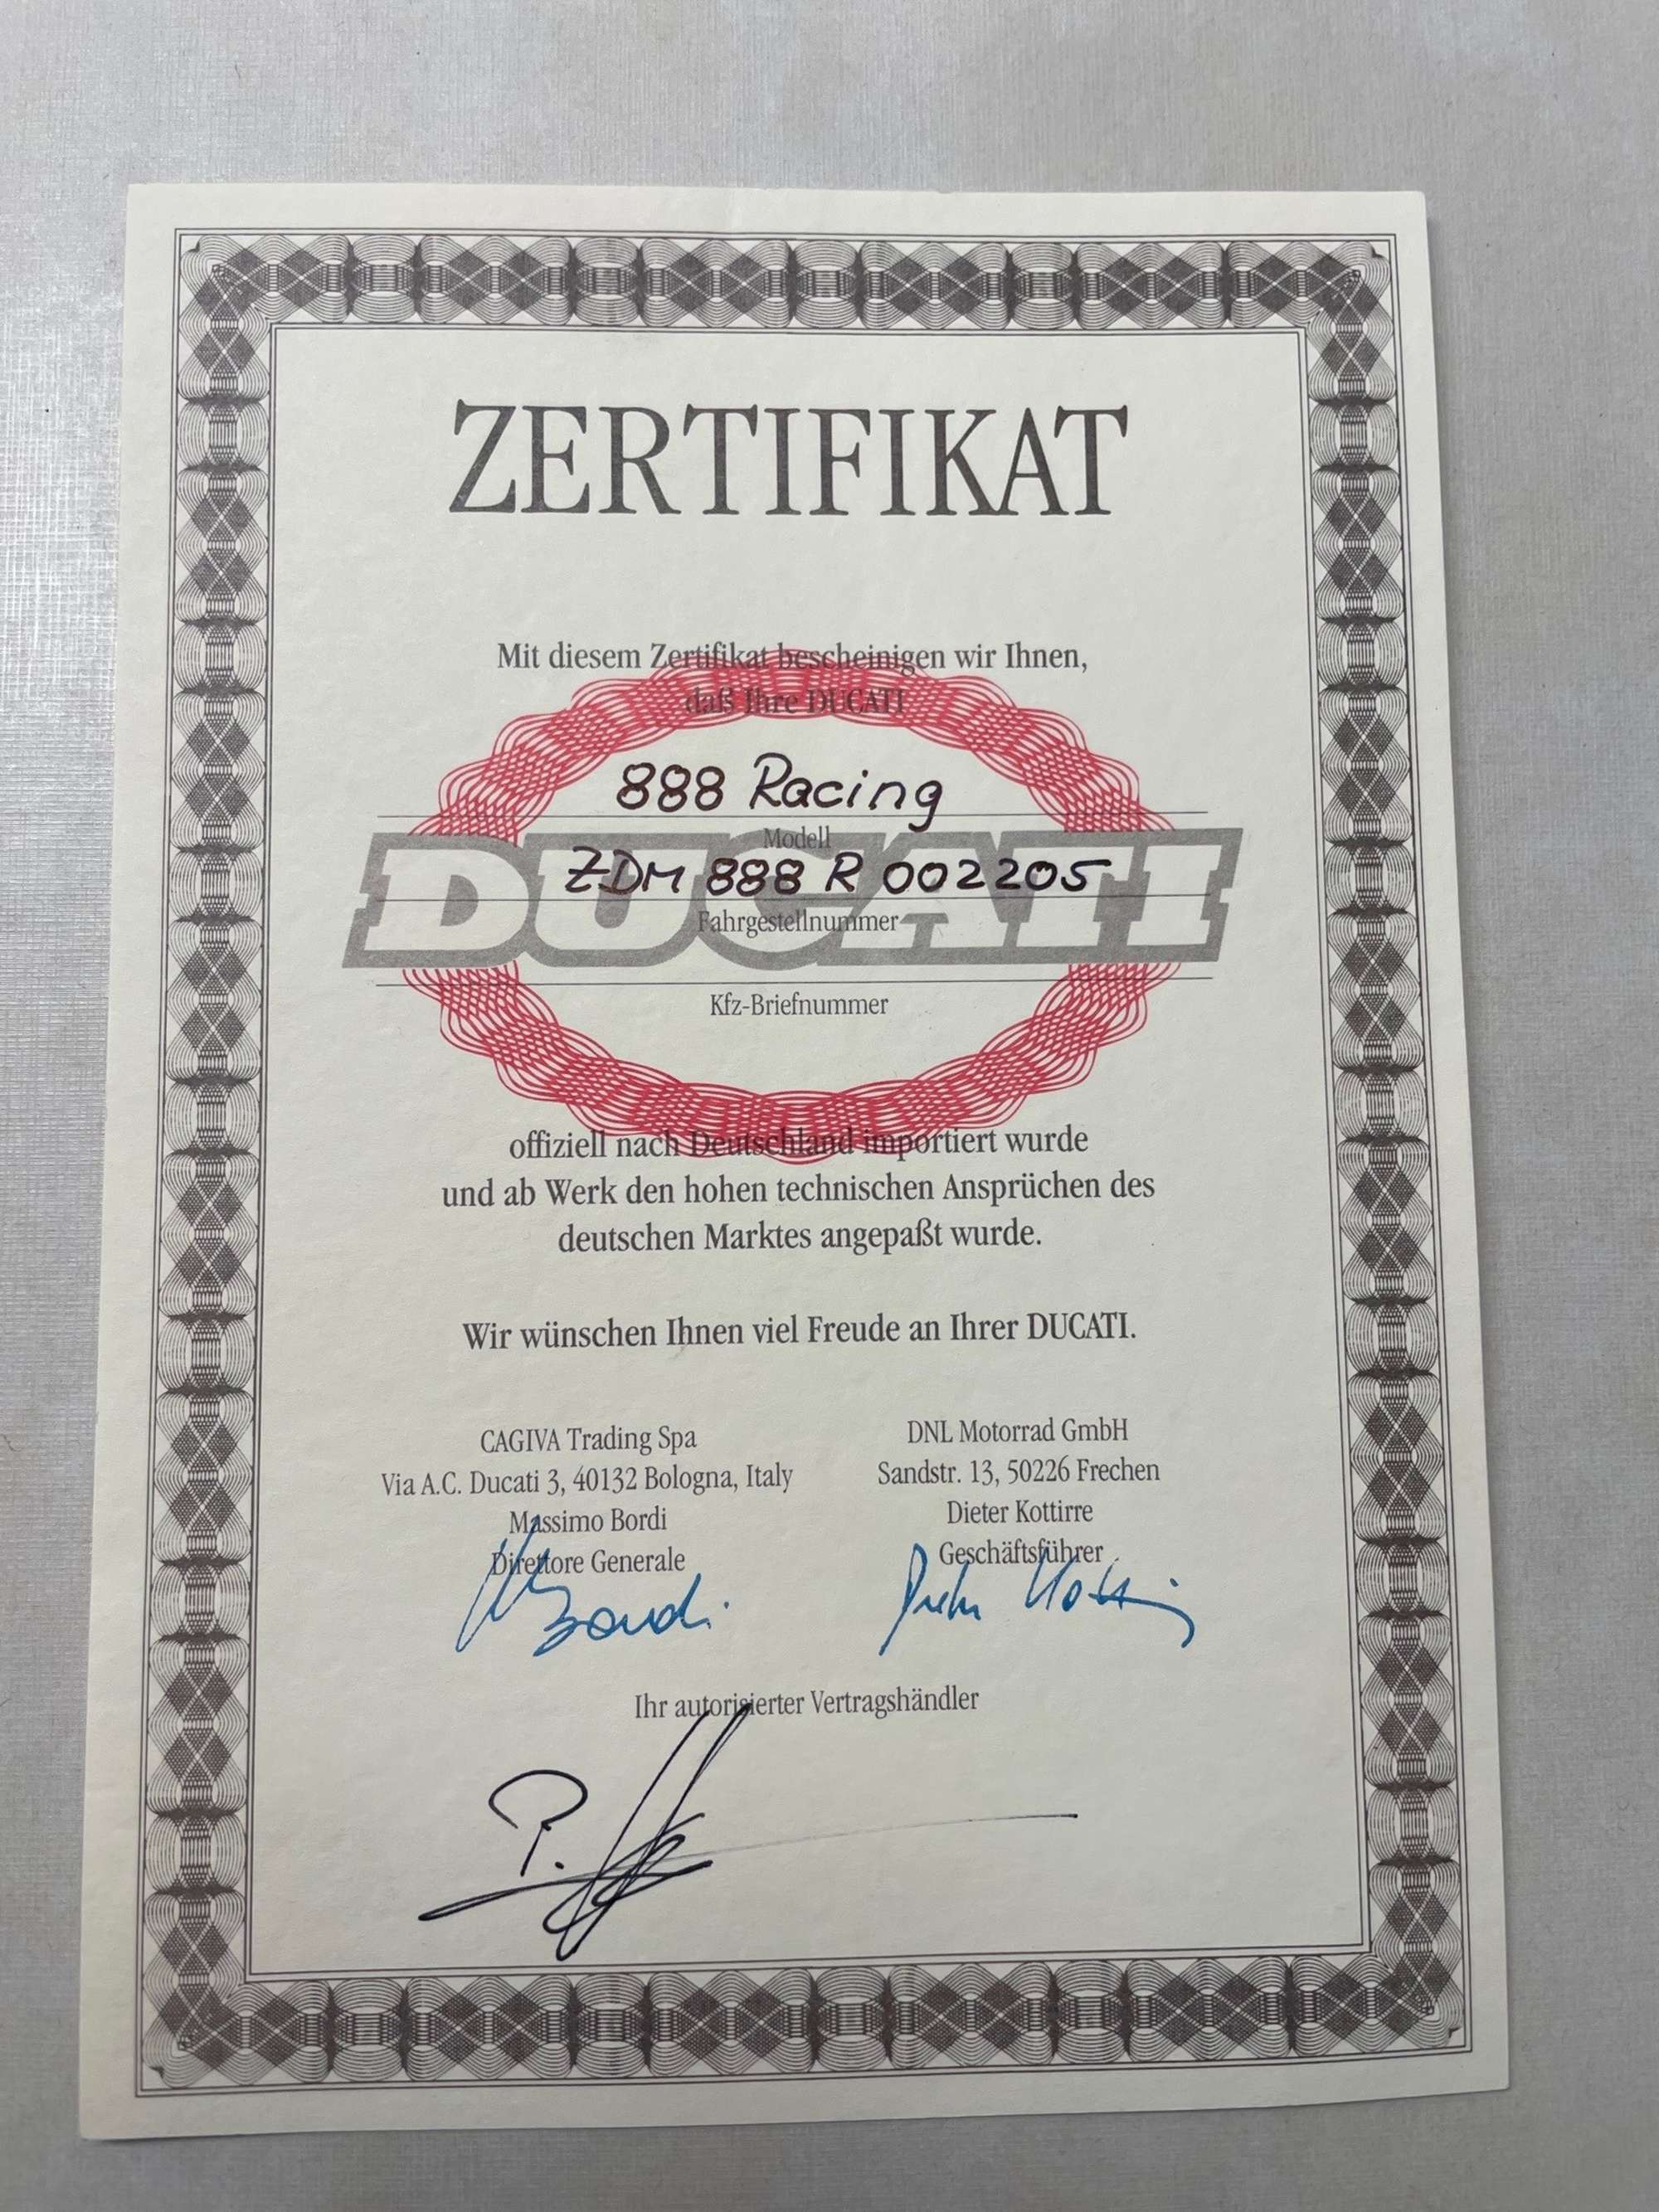 ZERTIFIKAT
Mit diesem Zertifikat bescheinigen wir Ihnen,
daß Ihre DUCATI
888 Racing
Modell
DUCATI
ZDM 888 R 002205
Fahrgestellnummer
Kfz-Briefnummer
offiziell nach Deutschland importiert wurde
und ab Werk den hohen technischen Ansprüchen des
deutschen Marktes angepaßt wurde.
Wir wünschen Ihnen viel Freude an Ihrer DUCATI.
CAGIVA Trading Spa
Via A.C. Ducati 3, 40132 Bologna, Italy
Massimo Bordi
Direttore Generale
DNL Motorrad GmbH
Sandstr. 13, 50226 Frechen
Dieter Kottirre
Geschäftsführer
Ihr autorisierter Vertragshändler